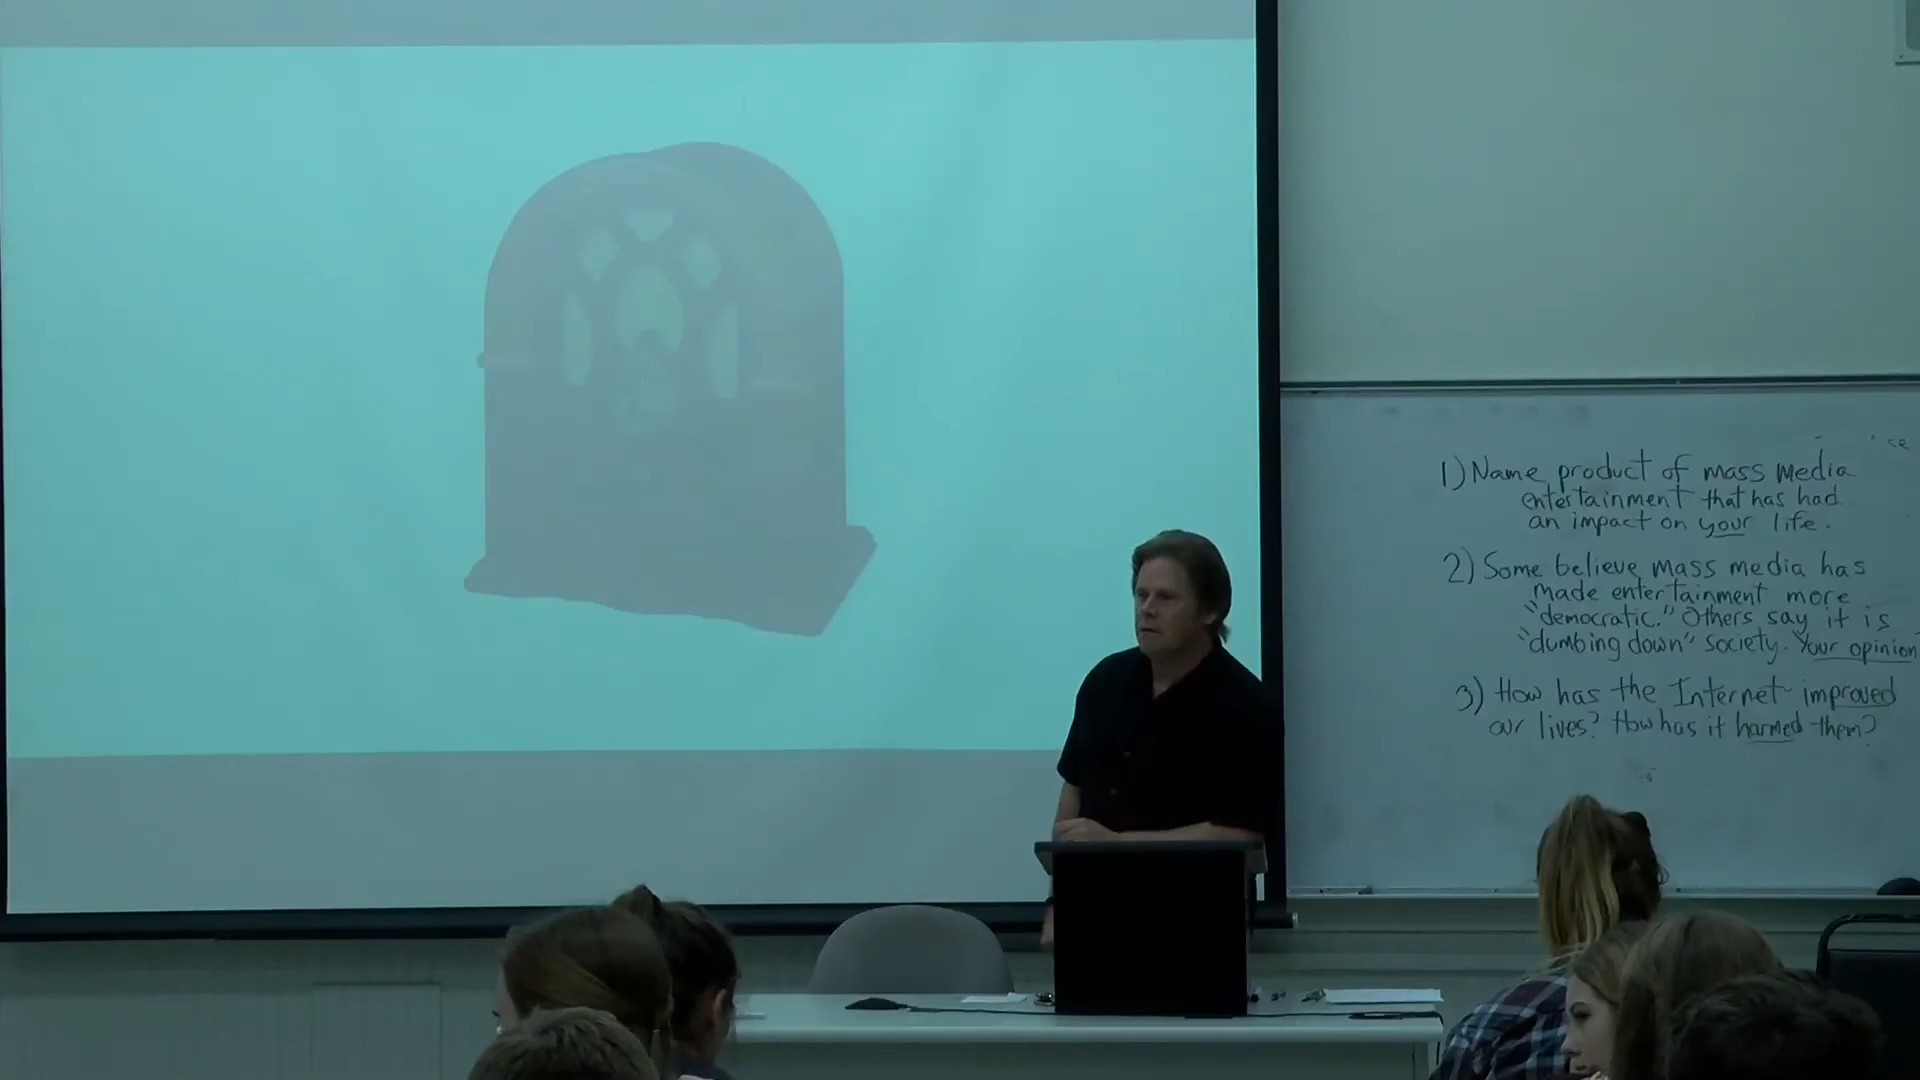 1) Name product of mass media
entertainment that has had
an impact on your life.
2) Some believe mass media has
made entertainment more
"democratic." Others say it is
"dumbing down" society. Your opinion
3) How has the Internet improved
our lives? How has it harmed them?